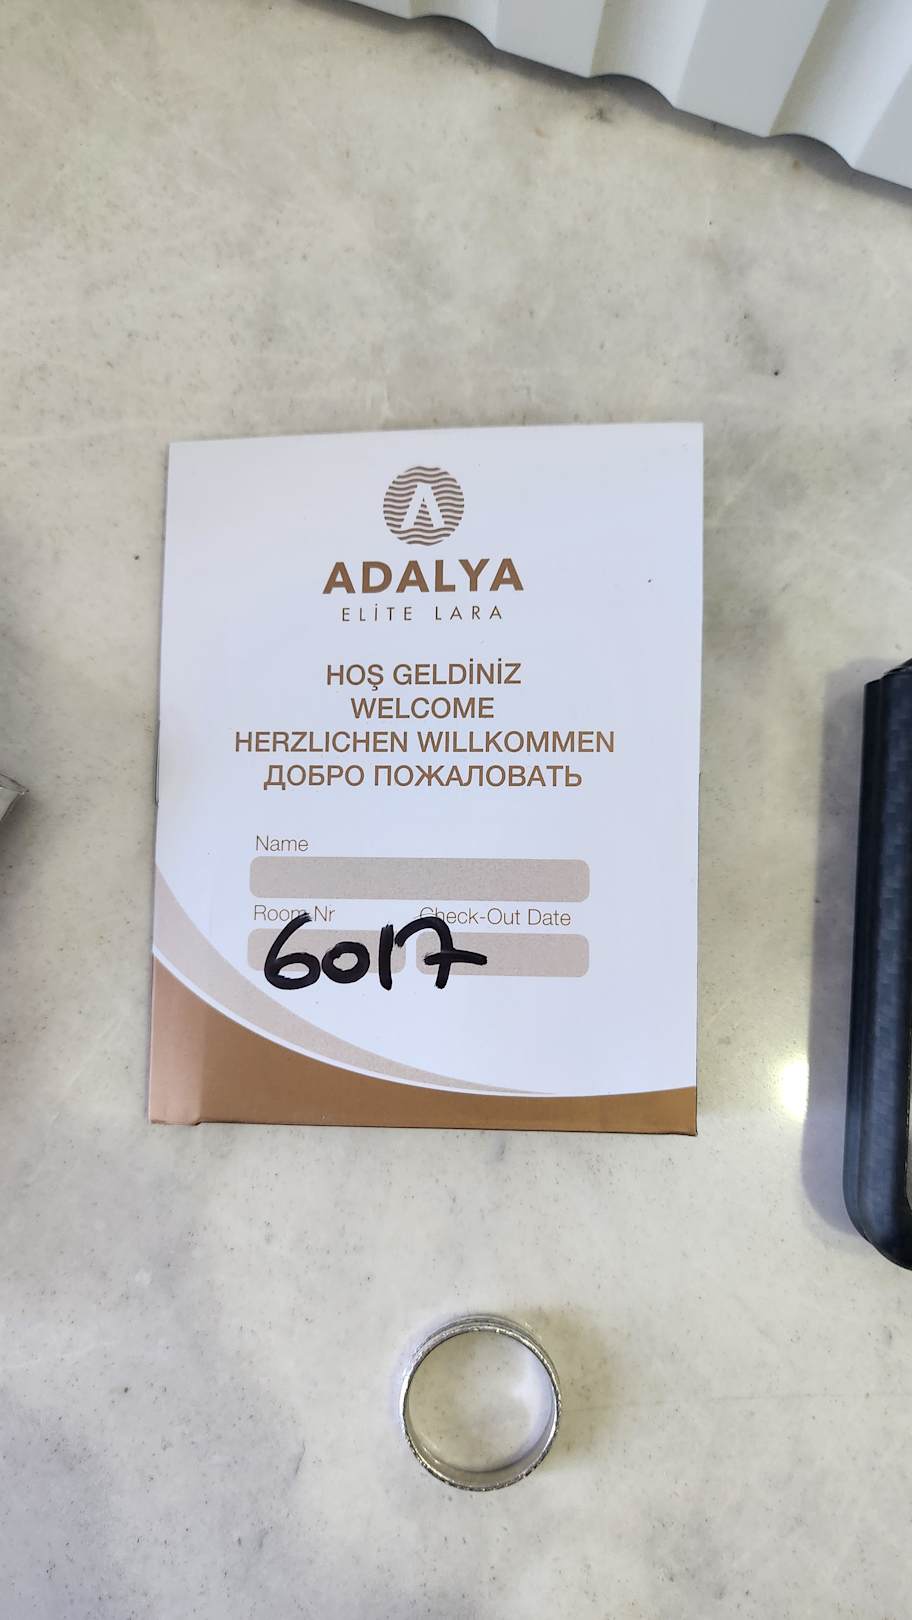 ADALYA
ELİTE LARA
HOŞ GELDİNİZ
WELCOME
HERZLICHEN WILLKOMMEN
ДОБРО ПОЖАЛОВАТЬ
Name
Room Nr Check-Out Date
6017